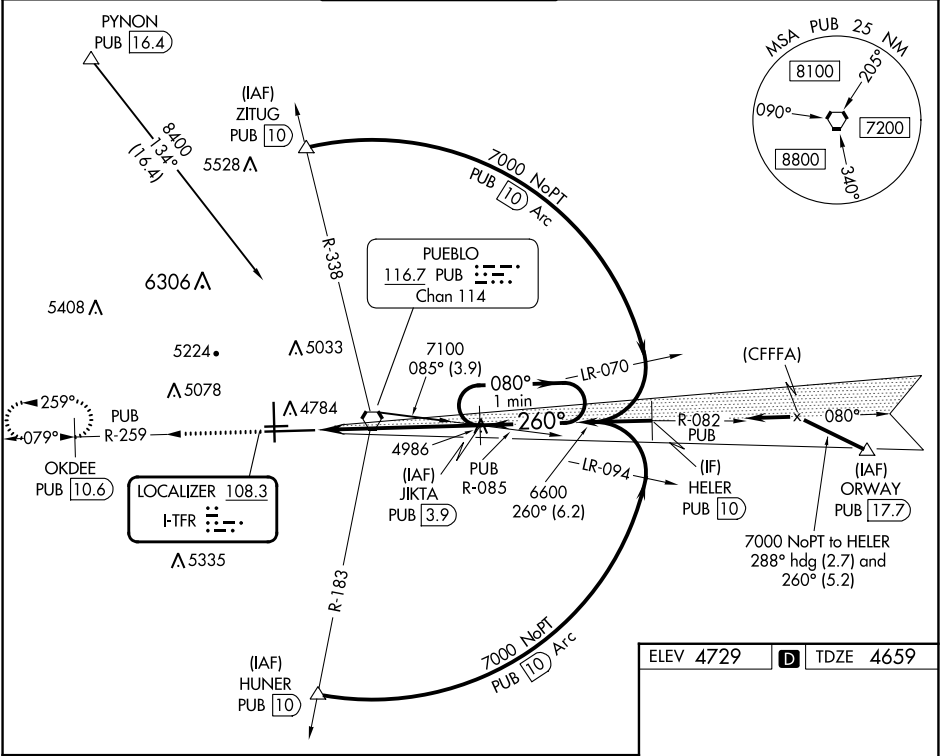 PYNON
PUB 16.4
8400
134°
(16.4)
(IAF)
ZITUG
PUB 10
5528
7000 NoPT
PUB 10 Arc
MSA PUB 25 NM
8100
205°
090°
7200
8800
340°
R-338
PUEBLO
116.7 PUB
Chan 114
6306
5408
5224
5033
5078
4784
7100
085° (3.9)
LR-070
080°
1 min
260°
(CFFFA)
R-082
PUB
080°
259°
079°
PUB
R-259
OKDEE
PUB 10.6
LOCALIZER 108.3
I-TFR
4986
(IAF)
JIKTA
PUB 3.9
PUB
R-085
6600
260° (6.2)
LR-094
(IF)
HELER
PUB 10
(IAF)
ORWAY
PUB 17.7
7000 NoPT to HELER
288° hdg (2.7) and
260° (5.2)
5335
R-183
7000 NoPT
PUB 10 Arc
(IAF)
HUNER
PUB 10
ELEV 4729 D TDZE 4659